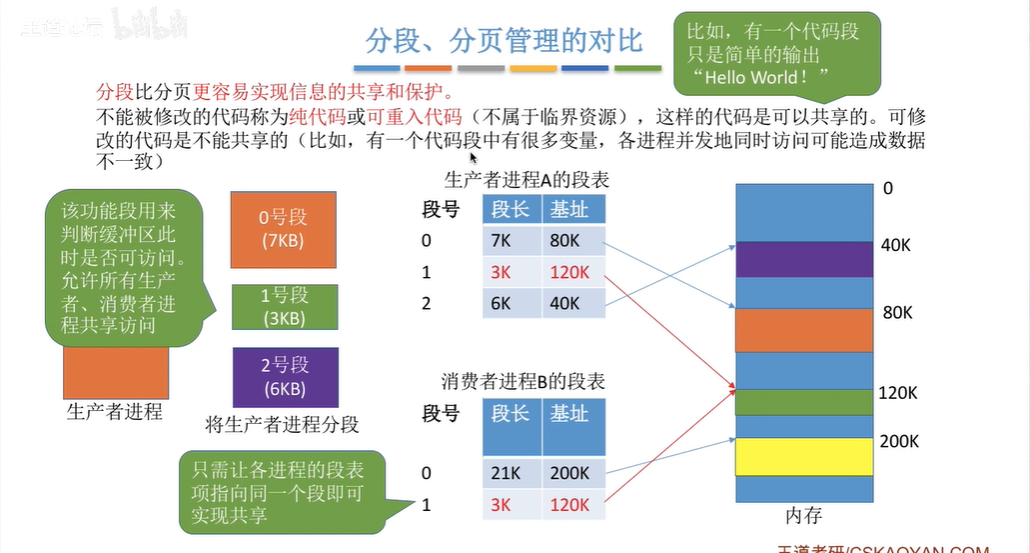 bilibili
分段、分页管理的对比
比如，有一个代码段
只是简单的输出
“Hello World！”
分段比分页更容易实现信息的共享和保护。
不能被修改的代码称为纯代码或可重入代码（不属于临界资源），这样的代码是可以共享的。可修
改的代码是不能共享的（比如，有一个代码段中有很多变量，各进程并发地同时访问可能造成数据
不一致）
该功能段用来
判断缓冲区此
时是否可访问。
允许所有生产
者、消费者进
程共享访问
生产者进程
0号段
(7KB)
1号段
(3KB)
2号段
(6KB)
将生产者进程分段
生产者进程A的段表
段号 段长 基址
0 7K 80K
1 3K 120K
2 6K 40K
消费者进程B的段表
段号 段长 基址
0 21K 200K
1 3K 120K
只需让各进程的段表
项指向同一个段即可
实现共享
0
40K
80K
120K
200K
内存
王道考研/CSKAOYAN.COM